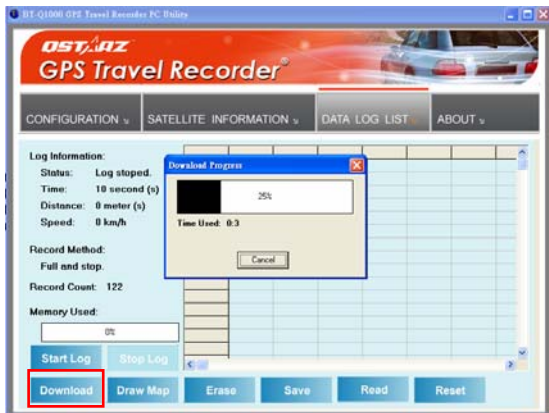 BT-Q1000 GPS Travel Recorder PC Utility
QSTARZ
GPS Travel Recorder®
CONFIGURATION SATELLITE INFORMATION DATA LOG LIST ABOUT
Log Information:
Status: Log stoped.
Time: 10 second (s)
Distance: 0 meter (s)
Speed: 0 km/h
Record Method:
Full and stop.
Record Count: 122
Memory Used:
0%
Download Progress
25%
Time Used: 0:3
Cancel
Start Log Stop Log
Download Draw Map Erase Save Read Reset